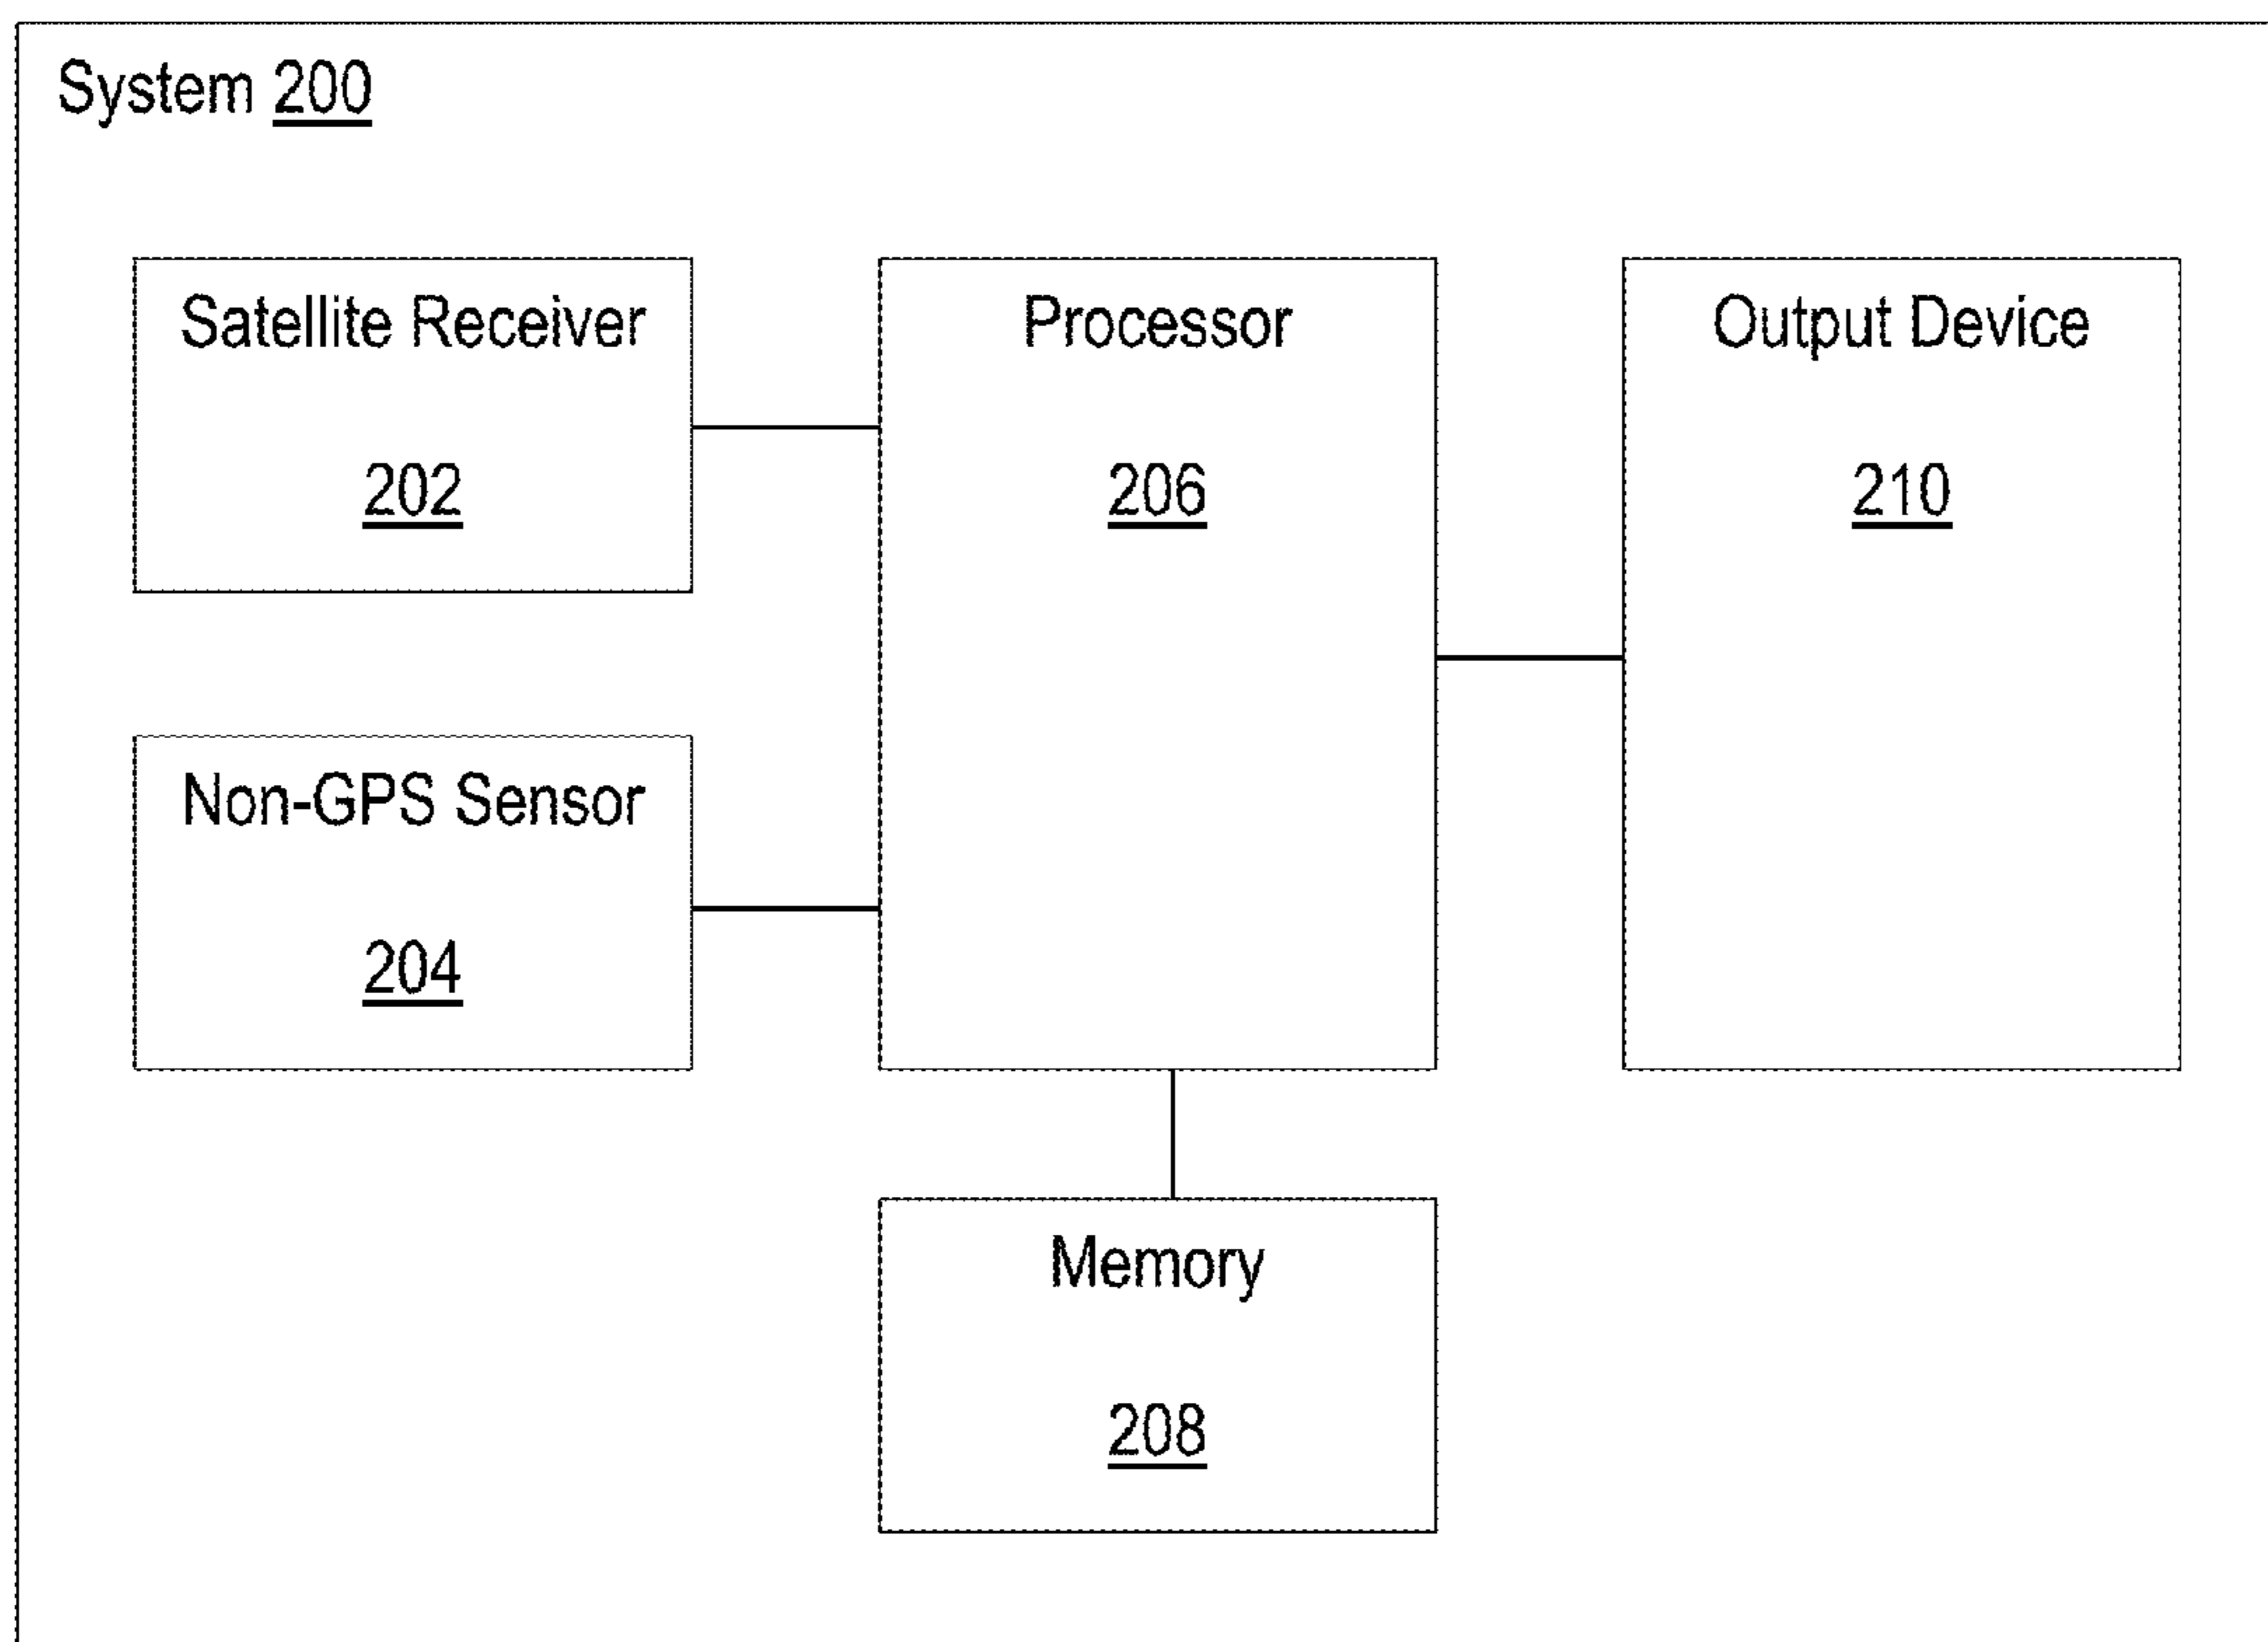 System 200
Satellite Receiver
202
Processor
206
Output Device
210
Non-GPS Sensor
204
Memory
208